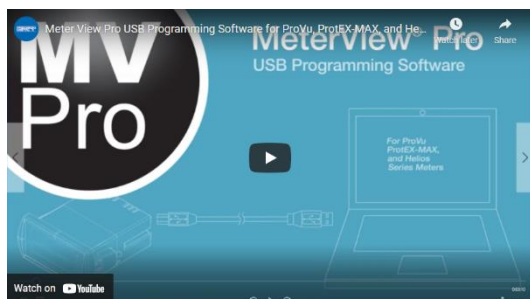 Meter View Pro USB Programming Software for ProVu, ProtEX-MAX, and He...
Watch later
Share
MV
Pro
MeterView Pro
USB Programming Software
For ProVu
ProtEX-MAX,
and Helios
Series Meters
Watch on YouTube